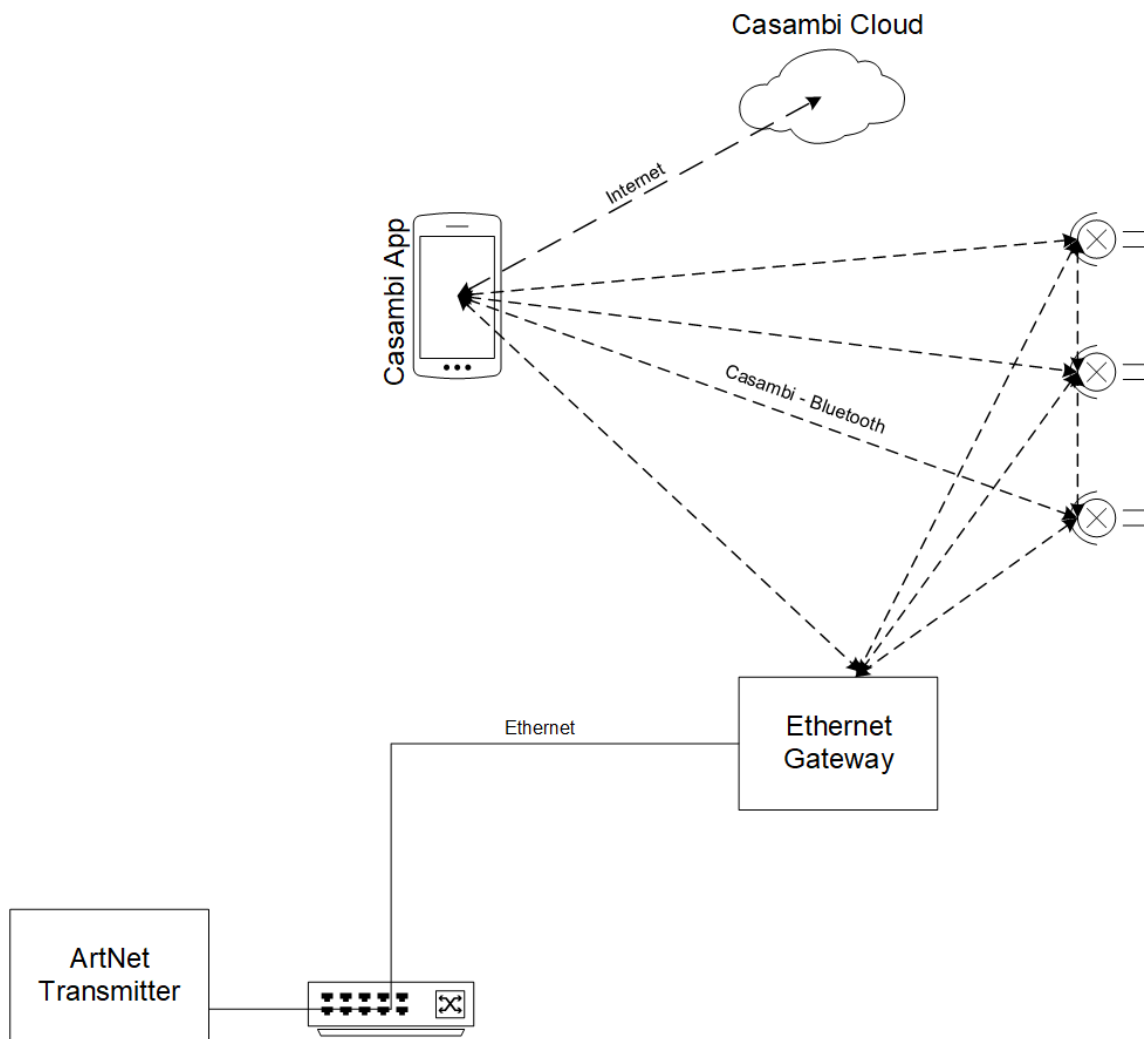 Casambi Cloud
Internet
Casambi App
Casambi - Bluetooth
Ethernet
Ethernet
Gateway
ArtNet
Transmitter